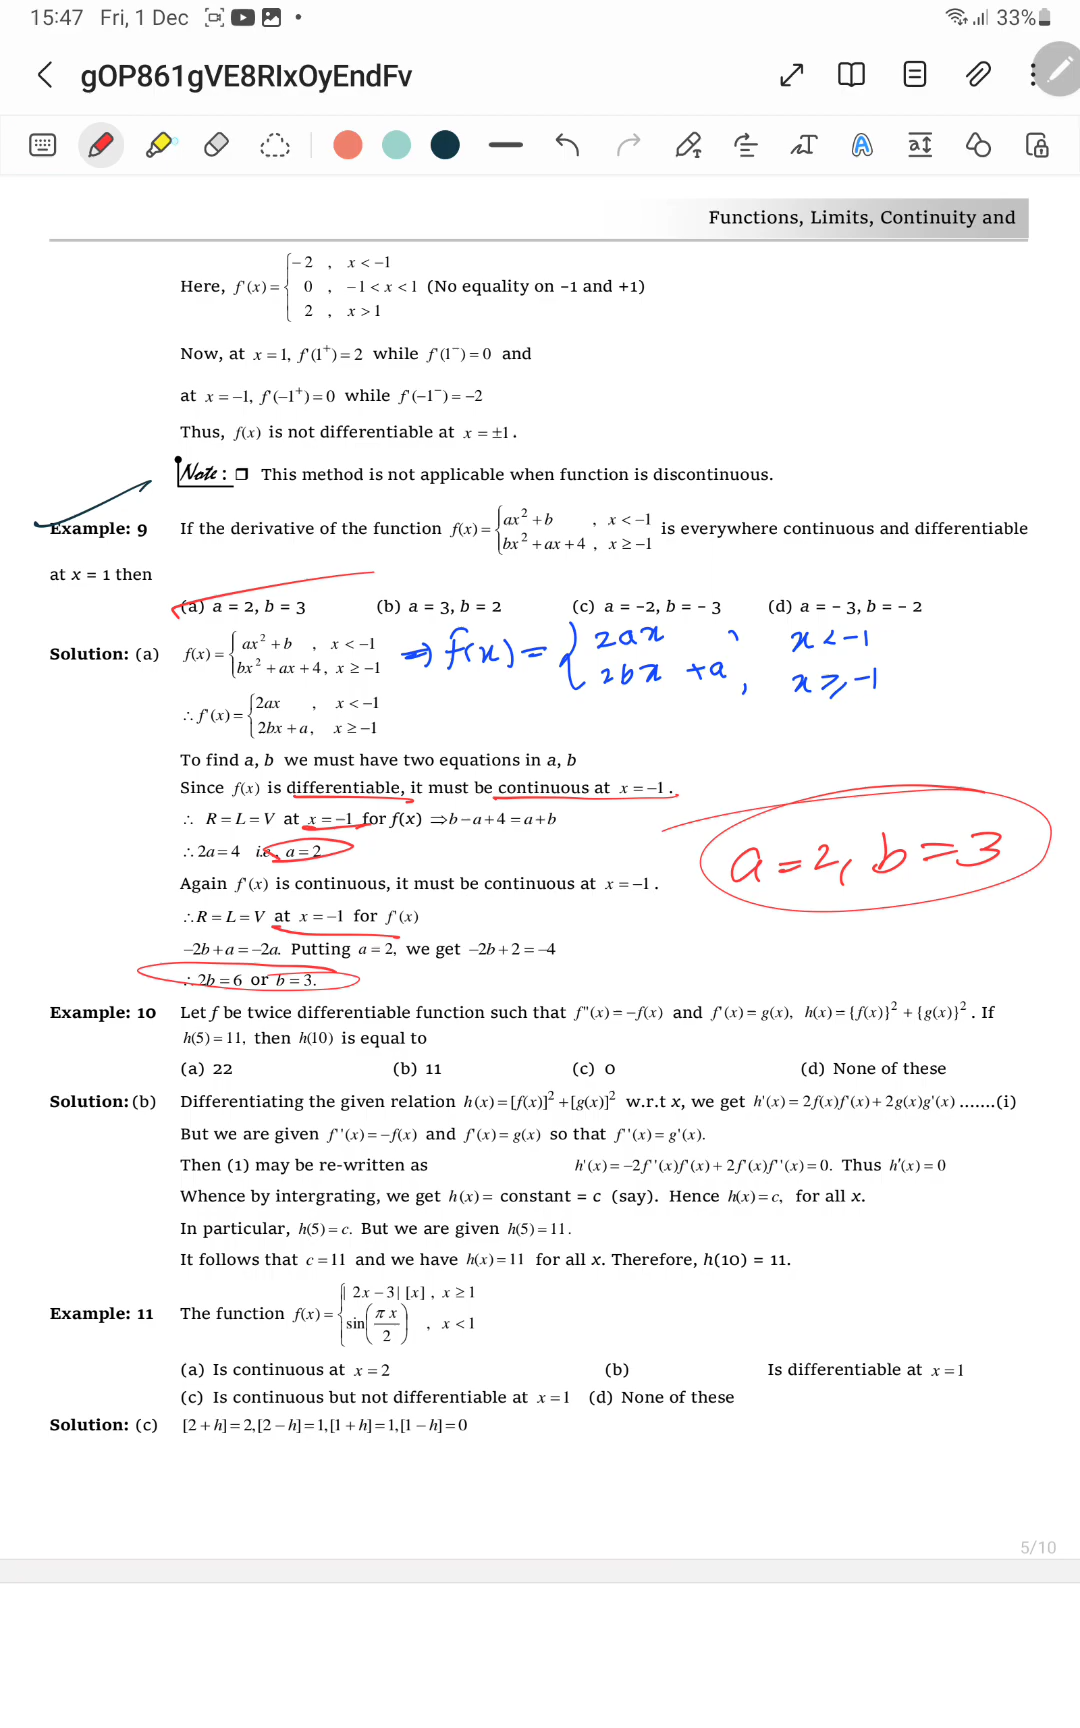 15:47 Fri, 1 Dec
33%
gOP861gVE8RIxOyEndFv
Functions, Limits, Continuity and
Here, f'(x) = { -2 , x < -1
0 , -1 < x < 1 (No equality on -1 and +1)
2 , x > 1
Now, at x = 1, f'(1⁺) = 2 while f'(1⁻) = 0 and
at x = -1, f'(-1⁺) = 0 while f'(-1⁻) = -2
Thus, f(x) is not differentiable at x = ±1.
Note : ❒ This method is not applicable when function is discontinuous.
Example: 9 If the derivative of the function f(x) = { ax² + b , x < -1
bx² + ax + 4 , x ≥ -1 is everywhere continuous and differentiable
at x = 1 then
(a) a = 2, b = 3 (b) a = 3, b = 2 (c) a = -2, b = - 3 (d) a = - 3, b = - 2
Solution: (a) f(x) = { ax² + b , x < -1
bx² + ax + 4, x ≥ -1
⇒ f(x) = { 2ax , x < -1
2bx + a, x ≥ -1
∴ f'(x) = { 2ax , x < -1
2bx + a, x ≥ -1
To find a, b we must have two equations in a, b
Since f(x) is differentiable, it must be continuous at x = -1.
∴ R = L = V at x = -1 for f(x) ⇒ b - a + 4 = a + b
∴ 2a = 4 i.e., a = 2
a = 2, b = 3
Again f'(x) is continuous, it must be continuous at x = -1.
∴ R = L = V at x = -1 for f'(x)
-2b + a = -2a. Putting a = 2, we get -2b + 2 = -4
∴ 2b = 6 or b = 3.
Example: 10 Let f be twice differentiable function such that f''(x) = -f(x) and f'(x) = g(x), h(x) = {f(x)}² + {g(x)}². If
h(5) = 11, then h(10) is equal to
(a) 22 (b) 11 (c) 0 (d) None of these
Solution: (b) Differentiating the given relation h(x) = [f(x)]² + [g(x)]² w.r.t x, we get h'(x) = 2f(x)f'(x) + 2g(x)g'(x) .......(i)
But we are given f''(x) = -f(x) and f'(x) = g(x) so that f''(x) = g'(x).
Then (1) may be re-written as h'(x) = -2f''(x)f'(x) + 2f'(x)f''(x) = 0. Thus h'(x) = 0
Whence by intergrating, we get h(x) = constant = c (say). Hence h(x) = c, for all x.
In particular, h(5) = c. But we are given h(5) = 11.
It follows that c = 11 and we have h(x) = 11 for all x. Therefore, h(10) = 11.
Example: 11 The function f(x) = { | 2x - 3 | [x] , x ≥ 1
sin(πx/2) , x < 1
(a) Is continuous at x = 2 (b) Is differentiable at x = 1
(c) Is continuous but not differentiable at x = 1 (d) None of these
Solution: (c) [2 + h] = 2, [2 - h] = 1, [1 + h] = 1, [1 - h] = 0
5/10